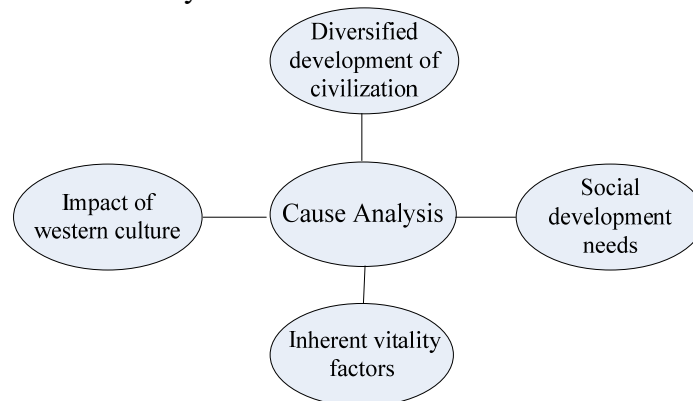 Diversified
development of
civilization
Impact of
western culture
Cause Analysis
Social
development
needs
Inherent vitality
factors